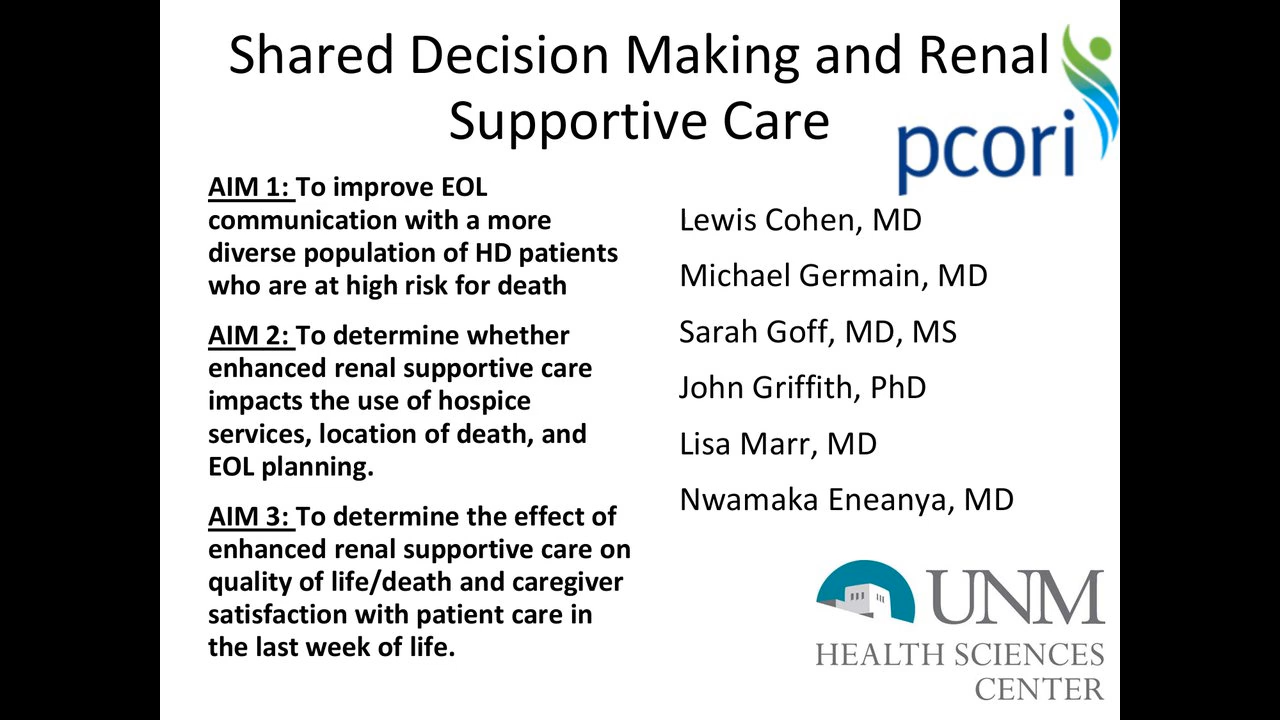 Shared Decision Making and Renal
Supportive Care
pcori
AIM 1: To improve EOL
communication with a more
diverse population of HD patients
who are at high risk for death
AIM 2: To determine whether
enhanced renal supportive care
impacts the use of hospice
services, location of death, and
EOL planning.
AIM 3: To determine the effect of
enhanced renal supportive care on
quality of life/death and caregiver
satisfaction with patient care in
the last week of life.
Lewis Cohen, MD
Michael Germain, MD
Sarah Goff, MD, MS
John Griffith, PhD
Lisa Marr, MD
Nwamaka Eneanya, MD
UNM
HEALTH SCIENCES
CENTER